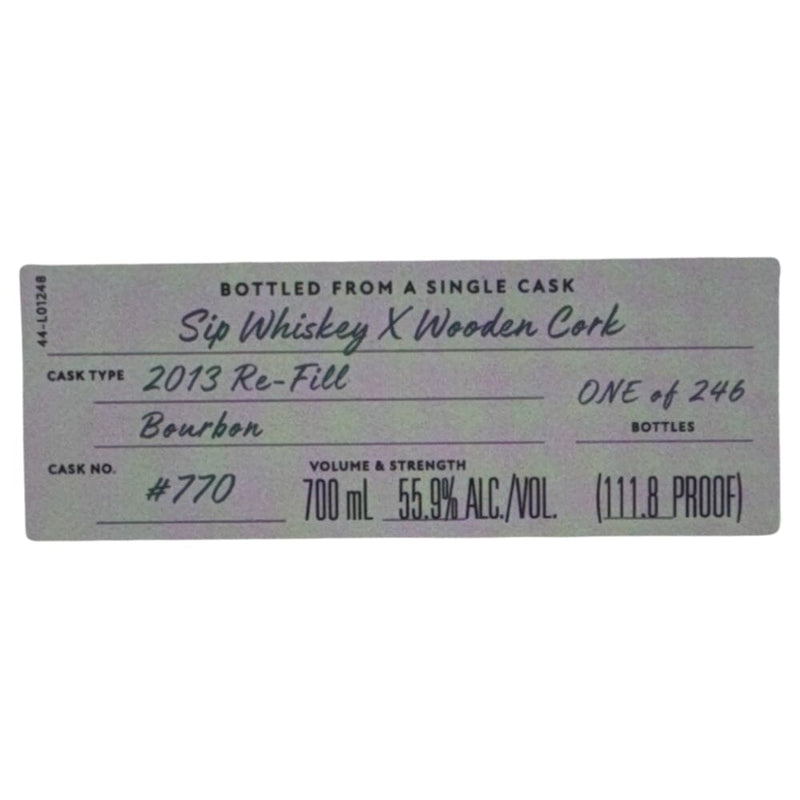 44-L01248
BOTTLED FROM A SINGLE CASK
Sip Whiskey X Wooden Cork
CASK TYPE 2013 Re-Fill
Bourbon
ONE of 246
BOTTLES
CASK NO. #770
VOLUME & STRENGTH
700 mL 55.9% ALC./VOL. (111.8 PROOF)